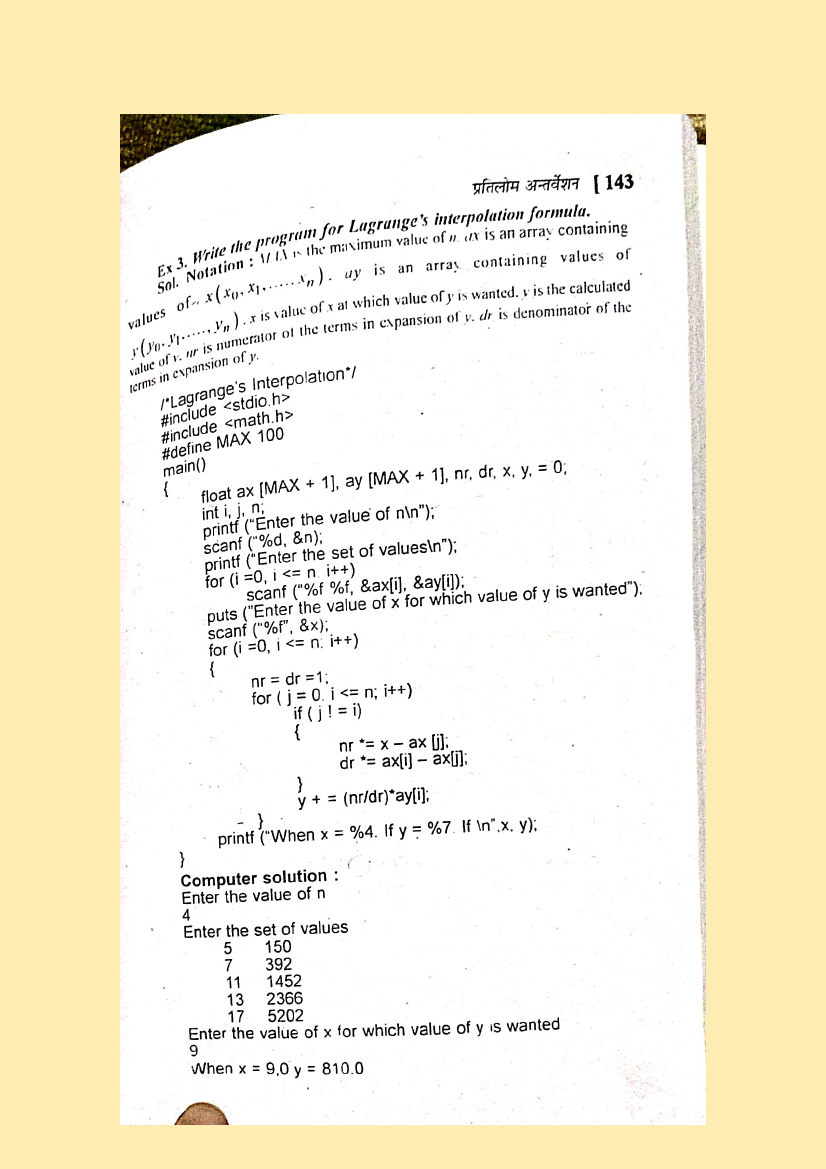 प्रतिलोम अन्तर्वेशन [ 143
Ex 3. Write the program for Lagrange's interpolation formula.
Sol. Notation : MAX is the maximum value of n. ax is an array containing
values of x(x0, x1,......xn). ay is an array containing values of
y(y0, y1,....., yn). x is value of x at which value of y is wanted. y is the calculated
value of y. nr is numerator of the terms in expansion of y. dr is denominator of the
terms in expansion of y.
/*Lagrange's Interpolation*/
#include <stdio.h>
#include <math.h>
#define MAX 100
main()
{
float ax [MAX + 1], ay [MAX + 1], nr, dr, x, y, = 0;
int i, j, n;
printf ("Enter the value of n\n");
scanf ("%d, &n);
printf ("Enter the set of values\n");
for (i =0, i <= n. i++)
scanf ("%f %f, &ax[i], &ay[i]);
puts ("Enter the value of x for which value of y is wanted");
scanf ("%f", &x);
for (i =0, i <= n; i++)
{
nr = dr =1;
for ( j = 0. i <= n; i++)
if ( j ! = i)
{
nr *= x – ax [j];
dr *= ax[i] – ax[j];
}
y + = (nr/dr)*ay[i];
}
printf ("When x = %4. If y = %7. If \n",x. y);
}
Computer solution :
Enter the value of n
4
Enter the set of values
5 150
7 392
11 1452
13 2366
17 5202
Enter the value of x for which value of y is wanted
9
When x = 9,0 y = 810.0